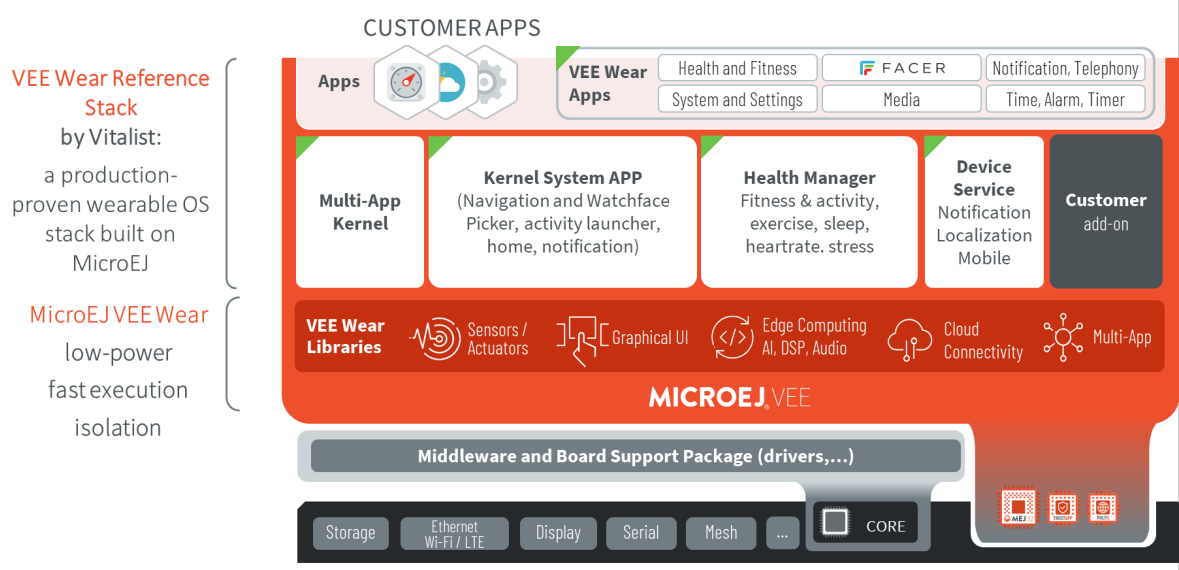 CUSTOMER APPS
VEE Wear Reference
Stack
by Vitalist:
a production-
proven wearable OS
stack built on
MicroEJ
MicroEJ VEE Wear
low-power
fast execution
isolation
Apps
VEE Wear
Apps
Health and Fitness
FACER
Notification, Telephony
System and Settings
Media
Time, Alarm, Timer
Multi-App
Kernel
Kernel System APP
(Navigation and Watchface
Picker, activity launcher,
home, notification)
Health Manager
Fitness & activity,
exercise, sleep,
heartrate. stress
Device
Service
Notification
Localization
Mobile
Customer
add-on
VEE Wear
Libraries
Sensors /
Actuators
Graphical UI
Edge Computing
AI, DSP, Audio
Cloud
Connectivity
Multi-App
MICROEJ. VEE
Middleware and Board Support Package (drivers,...)
Storage
Ethernet
Wi-Fi / LTE
Display
Serial
Mesh
...
CORE
MEJ